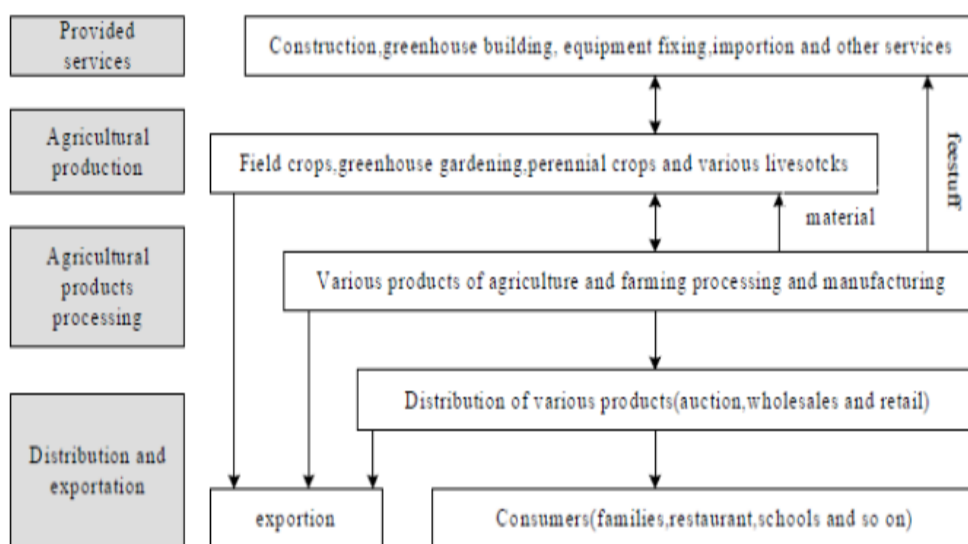 Provided
services
Construction,greenhouse building, equipment fixing,importion and other services
Agricultural
production
Field crops,greenhouse gardening,perennial crops and various livesotcks
fœstuff
material
Agricultural
products
processing
Various products of agriculture and farming processing and manufacturing
Distribution of various products(auction,wholesales and retail)
Distribution and
exportation
exportion
Consumers(families,restaurant,schools and so on)